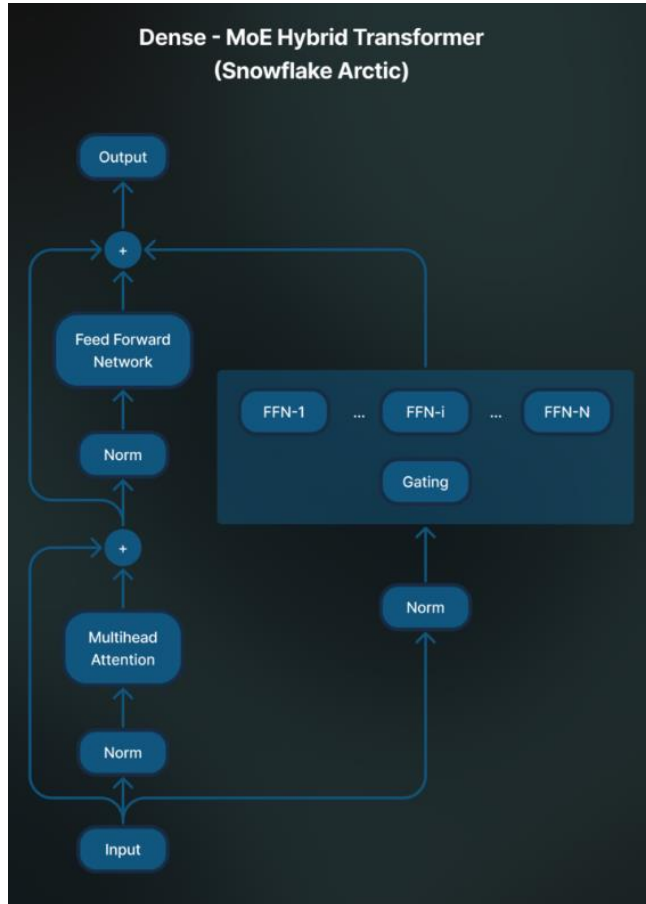 Dense - MoE Hybrid Transformer
(Snowflake Arctic)
Output
+
Feed Forward
Network
FFN-1 ... FFN-i ... FFN-N
Norm
Gating
+
Norm
Multihead
Attention
Norm
Input